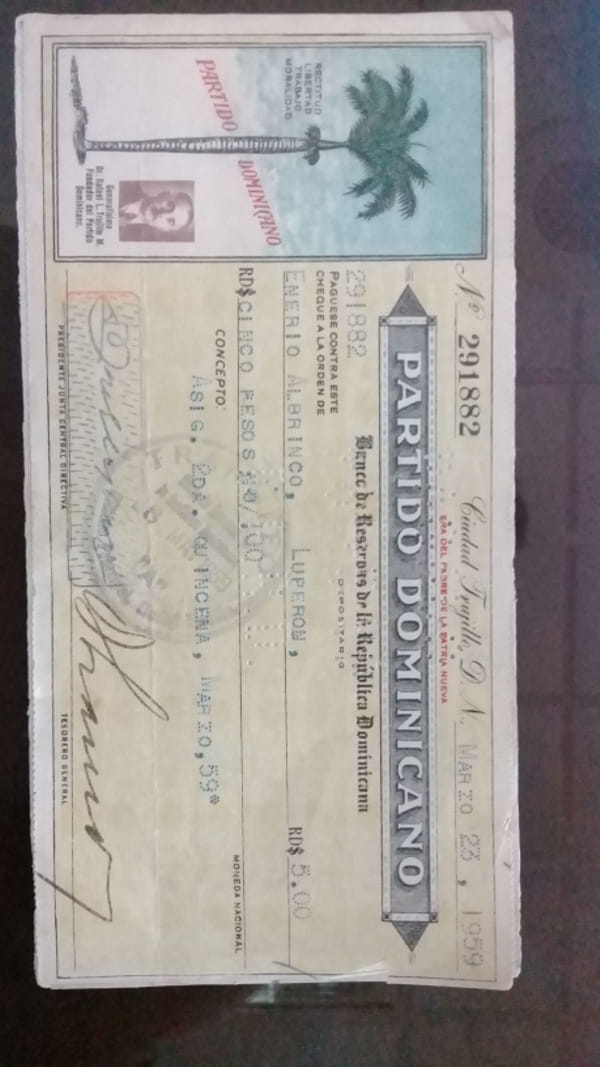 Nº 291882
Ciudad Trujillo, D. N. MARZO 23, 1959
ERA DEL PADRE DE LA PATRIA NUEVA
PARTIDO DOMINICANO
Banco de Reservas de la República Dominicana
DEPOSITARIO
291882
PAGUESE CONTRA ESTE
CHEQUE A LA ORDEN DE
ENERIO ALBRINCO, LUPERON, RD$ 5.00
RD$ CINCO PESOS 00/100
MONEDA NACIONAL
CONCEPTO:
ASIG. 2DA. QUINCENA, MARZO, 59*
PRESIDENTE JUNTA CENTRAL DIRECTIVA
TESORERO GENERAL
RECTITUD
LIBERTAD
TRABAJO
MORALIDAD
PARTIDO DOMINICANO
Generalísimo
Dr. Rafael L. Trujillo M.
Fundador del Partido
Dominicano.